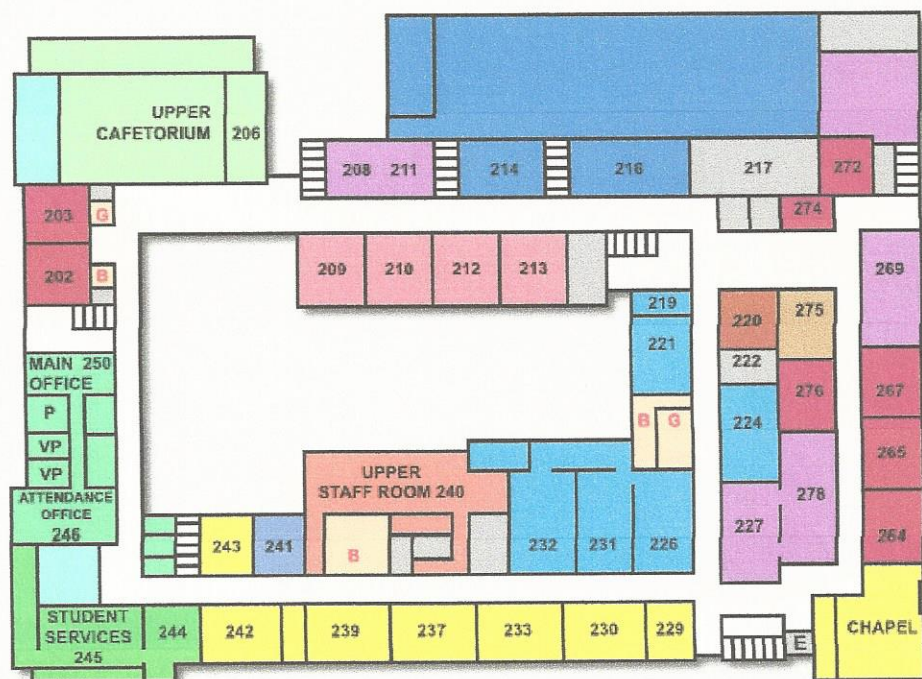 UPPER
CAFETORIUM
206
208 211
214
216
217
272
203
G
274
202
B
209
210
212
213
269
219
220
275
221
222
MAIN 250
OFFICE
276
267
P
224
B
G
VP
265
VP
UPPER
STAFF ROOM 240
278
ATTENDANCE
OFFICE
246
227
264
243
241
B
232
231
226
STUDENT
SERVICES
245
244
242
239
237
233
230
229
E
CHAPEL